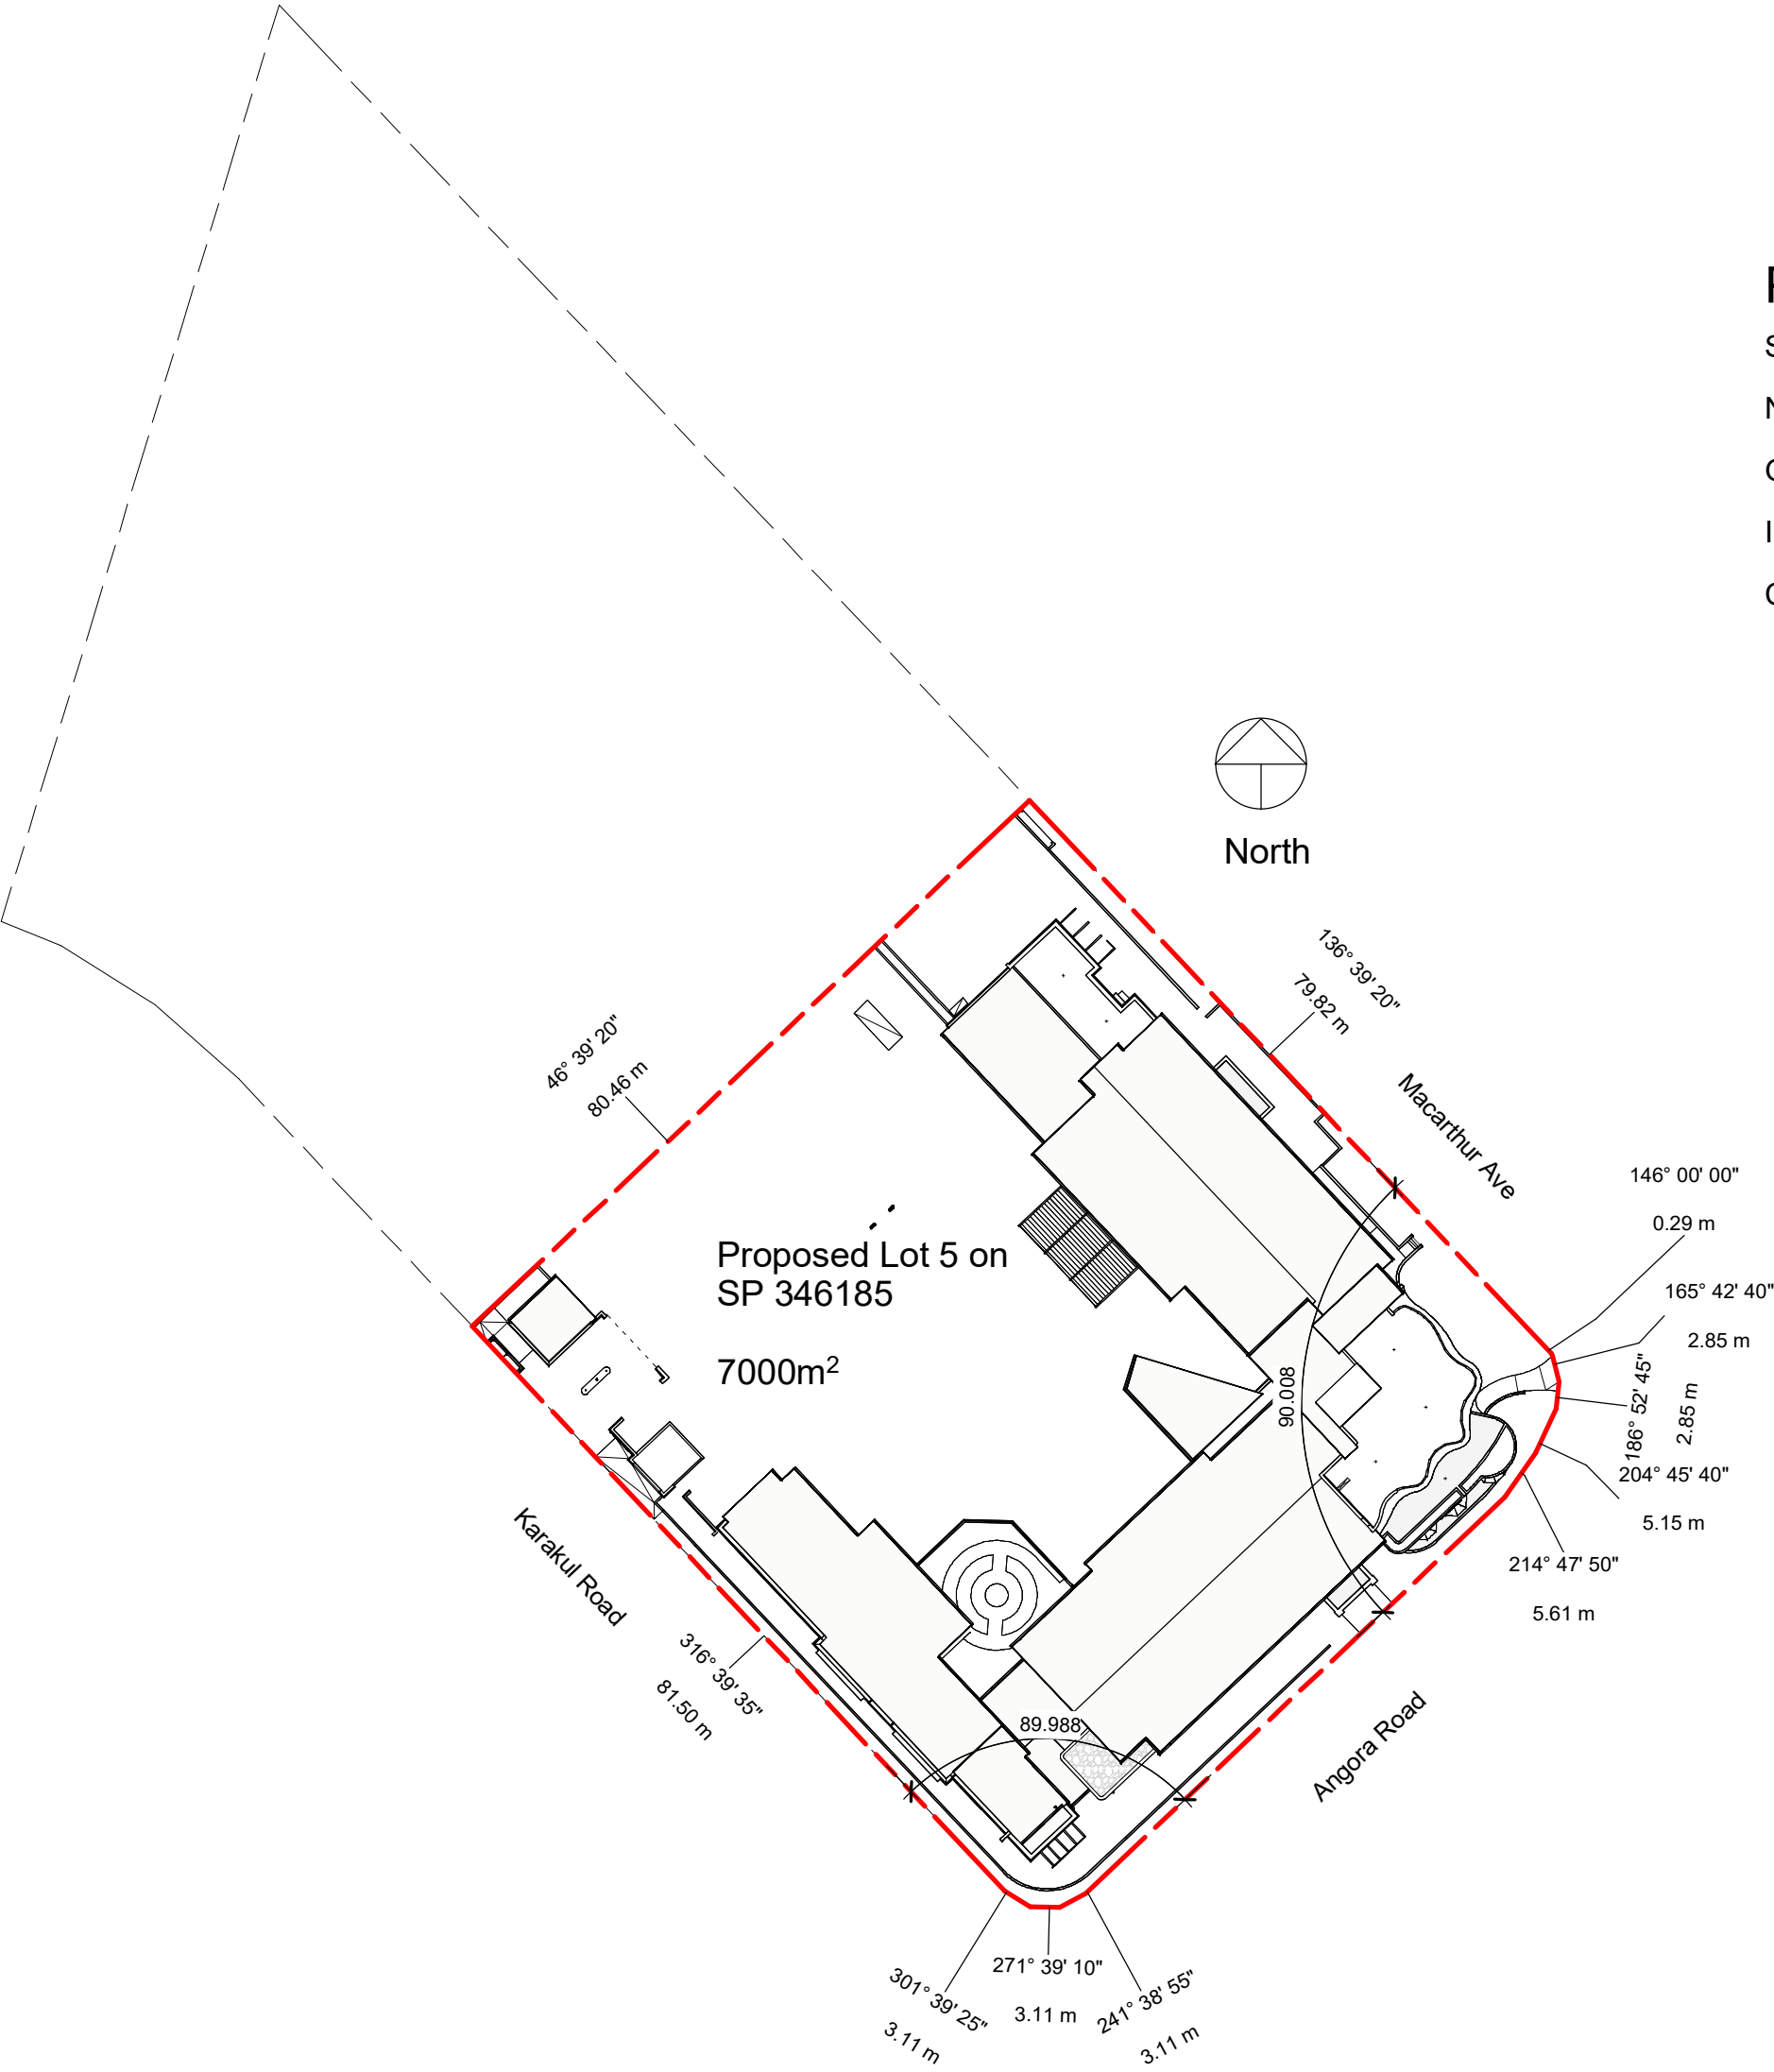 P
S
N
C
I
C
North
136° 39' 20"
79.82 m
46° 39' 20"
80.46 m
Macarthur Ave
146° 00' 00"
0.29 m
Proposed Lot 5 on
SP 346185
7000m²
165° 42' 40"
2.85 m
90.008
186° 52' 45"
2.85 m
204° 45' 40"
5.15 m
214° 47' 50"
5.61 m
Karakul Road
316° 39' 35"
81.50 m
89.988
Angora Road
301° 39' 25"
3.11 m
271° 39' 10"
3.11 m
241° 38' 55"
3.11 m